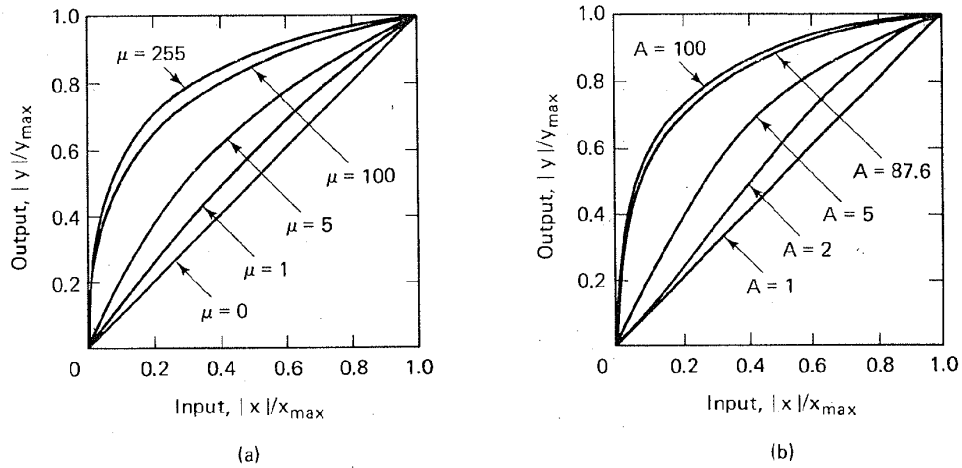 Output, |y|/y_max
1.0
0.8
0.6
0.4
0.2
0
0.2
0.4
0.6
0.8
1.0
μ = 255
μ = 100
μ = 5
μ = 1
μ = 0
Input, |x|/x_max
(a)
Output, |y|/y_max
1.0
0.8
0.6
0.4
0.2
0
0.2
0.4
0.6
0.8
1.0
A = 100
A = 87.6
A = 5
A = 2
A = 1
Input, |x|/x_max
(b)